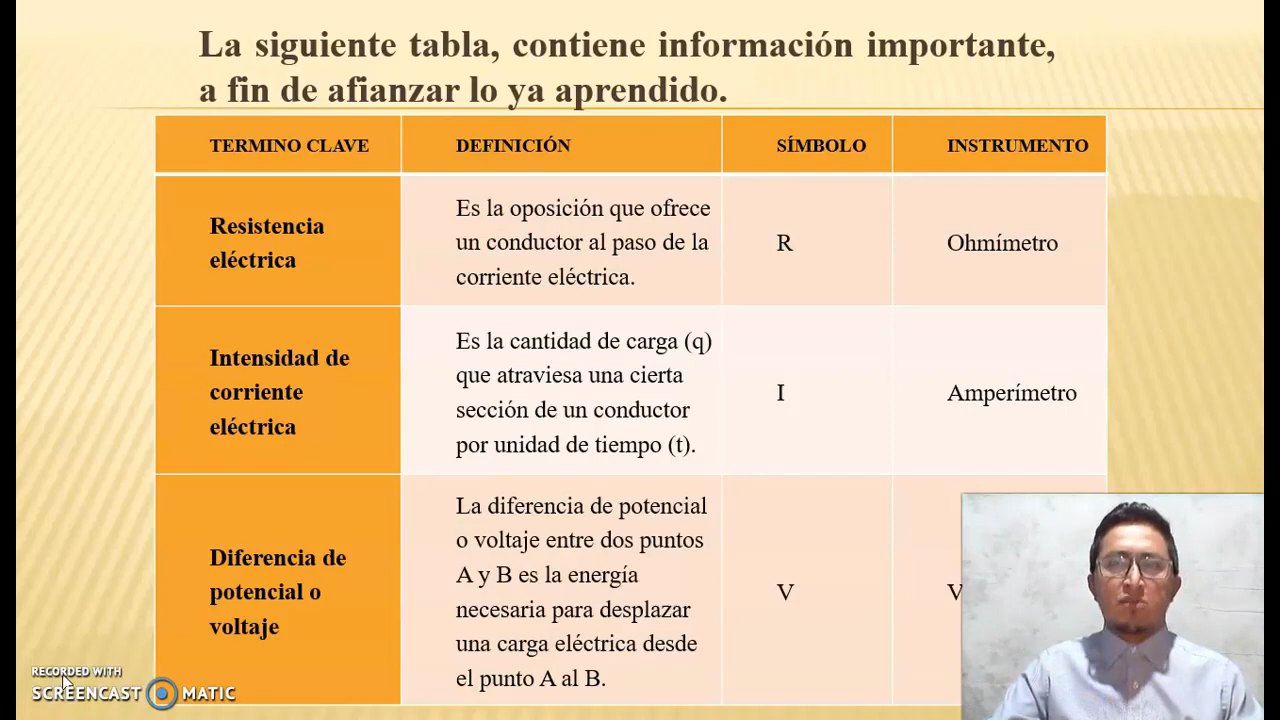 La siguiente tabla, contiene información importante,
a fin de afianzar lo ya aprendido.
TERMINO CLAVE
DEFINICIÓN
SÍMBOLO
INSTRUMENTO
Resistencia
eléctrica
Es la oposición que ofrece
un conductor al paso de la
corriente eléctrica.
R
Ohmímetro
Intensidad de
corriente
eléctrica
Es la cantidad de carga (q)
que atraviesa una cierta
sección de un conductor
por unidad de tiempo (t).
I
Amperímetro
Diferencia de
potencial o
voltaje
La diferencia de potencial
o voltaje entre dos puntos
A y B es la energía
necesaria para desplazar
una carga eléctrica desde
el punto A al B.
V
RECORDED WITH
SCREENCAST MATIC